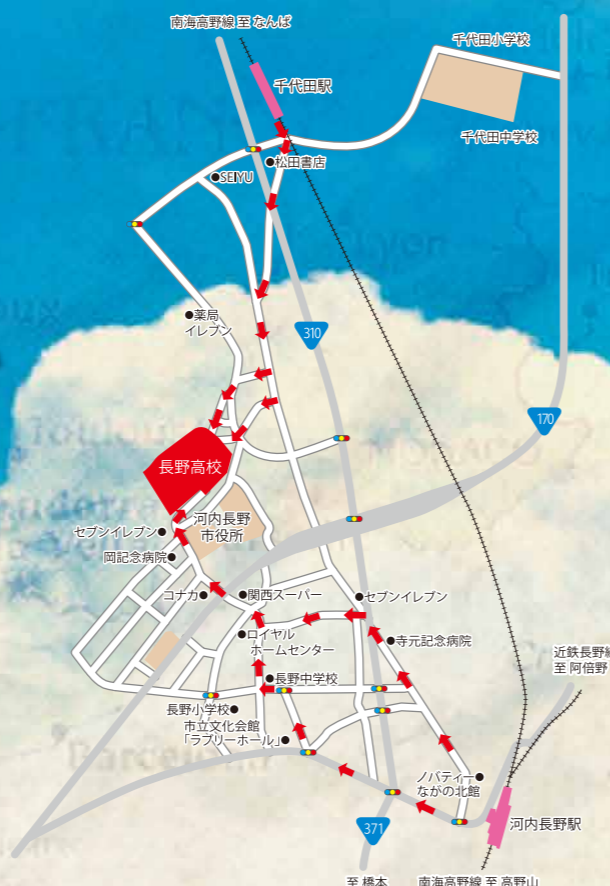 南海高野線 至 なんば
千代田小学校
千代田駅
千代田中学校
●松田書店
●SEIYU
●薬局
イレブン
310
170
長野高校
河内長野
市役所
セブンイレブン●
岡記念病院●
コナカ●
●関西スーパー
●セブンイレブン
●ロイヤル
ホームセンター
●寺元記念病院
近鉄長野線
至 阿倍野
●長野中学校
長野小学校●
市立文化会館
「ラブリーホール」●
ノバティー●
ながの北館
371
河内長野駅
至 橋本
南海高野線 至 高野山